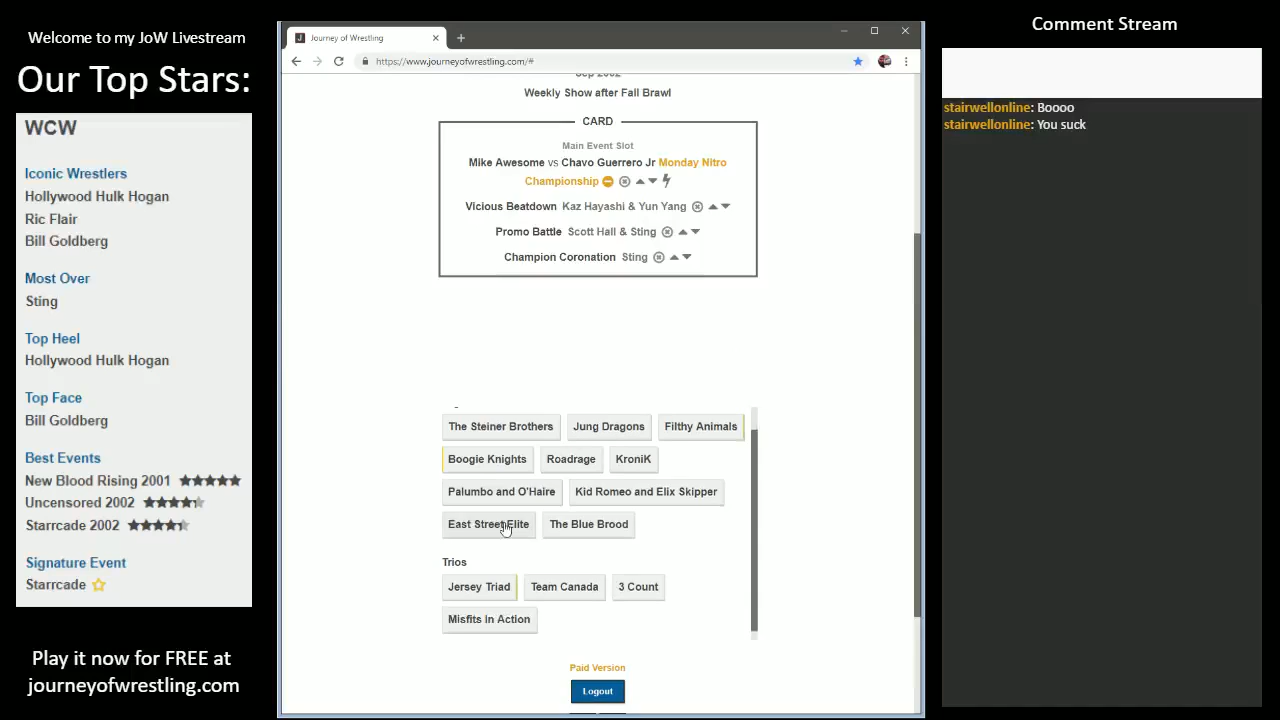 Welcome to my JoW Livestream
Our Top Stars:
WCW
Iconic Wrestlers
Hollywood Hulk Hogan
Ric Flair
Bill Goldberg
Most Over
Sting
Top Heel
Hollywood Hulk Hogan
Top Face
Bill Goldberg
Best Events
New Blood Rising 2001
Uncensored 2002
Starrcade 2002
Signature Event
Starrcade
Play it now for FREE at
journeyofwrestling.com
Journey of Wrestling
https://www.journeyofwrestling.com/#
Sep 2002
Weekly Show after Fall Brawl
CARD
Main Event Slot
Mike Awesome vs Chavo Guerrero Jr Monday Nitro
Championship
Vicious Beatdown Kaz Hayashi & Yun Yang
Promo Battle Scott Hall & Sting
Champion Coronation Sting
The Steiner Brothers Jung Dragons Filthy Animals
Boogie Knights Roadrage KroniK
Palumbo and O'Haire Kid Romeo and Elix Skipper
East Street Elite The Blue Brood
Trios
Jersey Triad Team Canada 3 Count
Misfits In Action
Paid Version
Logout
Comment Stream
stairwellonline: Boooo
stairwellonline: You suck